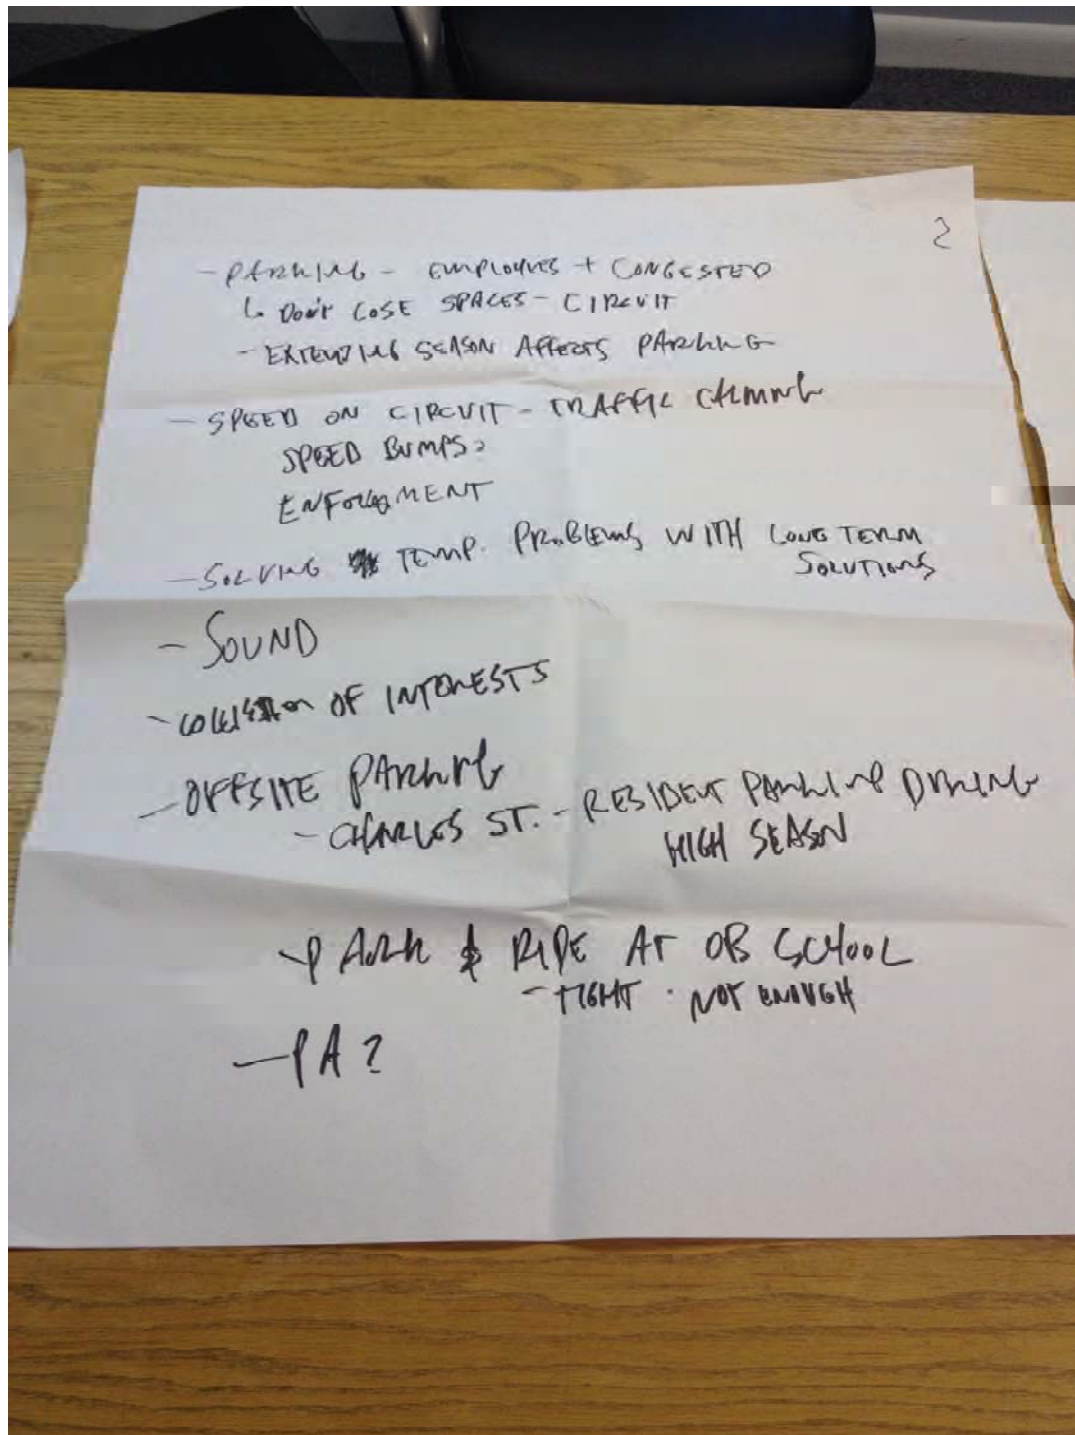 2
- PARKING - EMPLOYEES + CONGESTED
↳ DON'T LOSE SPACES - CIRCUIT
- EXTENDING SEASON AFFECTS PARKING
- SPEED ON CIRCUIT - TRAFFIC CALMING
SPEED BUMPS?
ENFORCEMENT
- SOLVING TEMP. PROBLEMS WITH LONG TERM
SOLUTIONS
- SOUND
- OF INTERESTS
- OFFSITE PARKING
- CHARLES ST. - RESIDENT PARKING DURING
HIGH SEASON
- PARK & RIDE AT OB SCHOOL
- TIGHT · NOT ENOUGH
- PA?